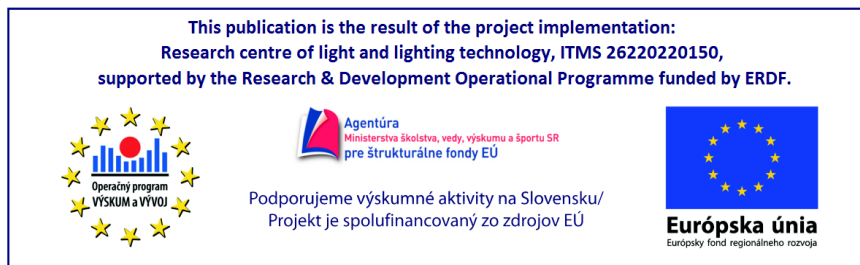 This publication is the result of the project implementation:
Research centre of light and lighting technology, ITMS 26220220150,
supported by the Research & Development Operational Programme funded by ERDF.
Operačný program
VÝSKUM a VÝVOJ
Agentúra
Ministerstva školstva, vedy, výskumu a športu SR
pre štrukturálne fondy EÚ
Podporujeme výskumné aktivity na Slovensku/
Projekt je spolufinancovaný zo zdrojov EÚ
Európska únia
Európsky fond regionálneho rozvoja